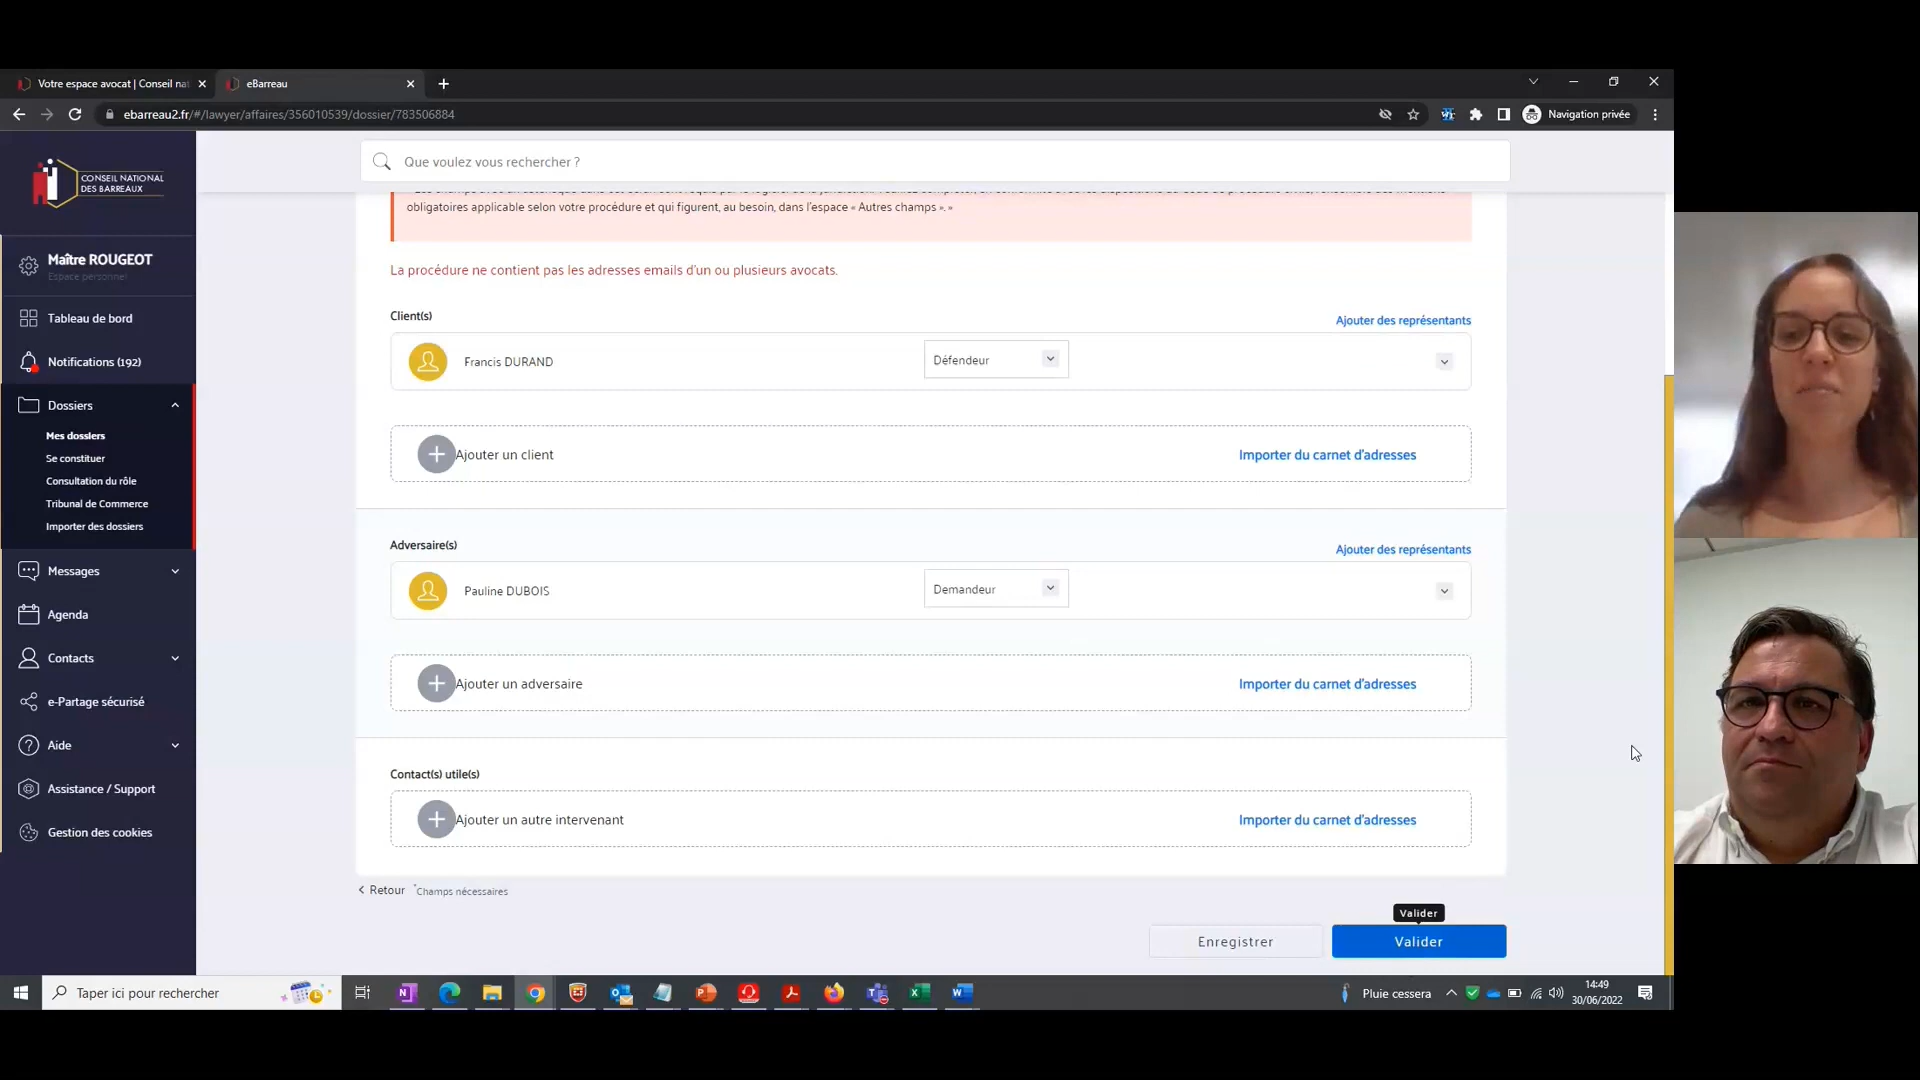 Votre espace avocat | Conseil nat
eBarreau
ebarreau2.fr/#/lawyer/affaires/356010539/dossier/783506884
Navigation privée
CONSEIL NATIONAL
DES BARREAUX
Que voulez vous rechercher ?
obligatoires applicable selon votre procédure et qui figurent, au besoin, dans l'espace « Autres champs ». »
La procédure ne contient pas les adresses emails d'un ou plusieurs avocats.
Maître ROUGEOT
Espace personnel
Tableau de bord
Notifications (192)
Dossiers
Mes dossiers
Se constituer
Consultation du rôle
Tribunal de Commerce
Importer des dossiers
Messages
Agenda
Contacts
e-Partage sécurisé
Aide
Assistance / Support
Gestion des cookies
Client(s)
Ajouter des représentants
Francis DURAND
Défendeur
Ajouter un client
Importer du carnet d'adresses
Adversaire(s)
Ajouter des représentants
Pauline DUBOIS
Demandeur
Ajouter un adversaire
Importer du carnet d'adresses
Contact(s) utile(s)
Ajouter un autre intervenant
Importer du carnet d'adresses
< Retour
*Champs nécessaires
Valider
Enregistrer
Valider
Taper ici pour rechercher
Pluie cessera
14:49
30/06/2022